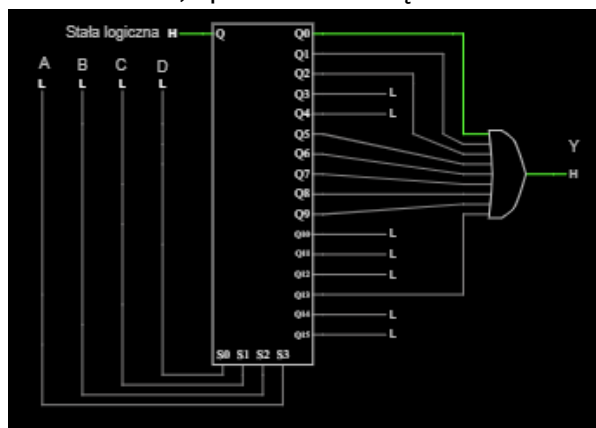 Stała logiczna H Q Q0
A B C D Q1
L L L L Q2
Q3 L
Q4 L
Q5 Y
Q6
Q7 H
Q8
Q9
Q10 L
Q11 L
Q12 L
Q13
Q14 L
Q15 L
S0 S1 S2 S3